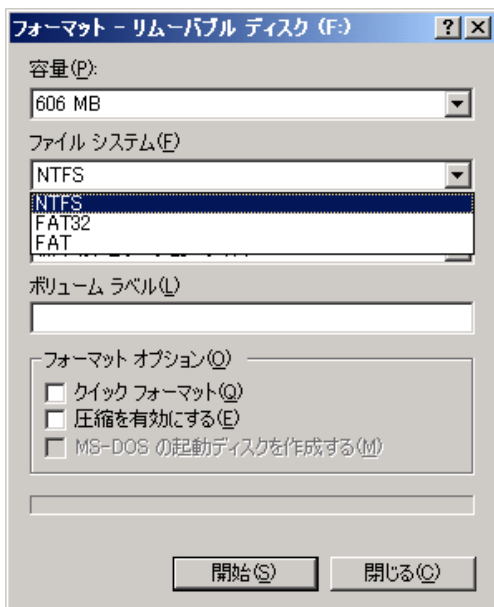 フォーマット - リムーバブル ディスク (F:)
容量(P):
606 MB
ファイル システム(F)
NTFS
NTFS
FAT32
FAT
ボリューム ラベル(L)
フォーマット オプション(O)
クイック フォーマット(Q)
圧縮を有効にする(E)
MS-DOS の起動ディスクを作成する(M)
開始(S)
閉じる(C)